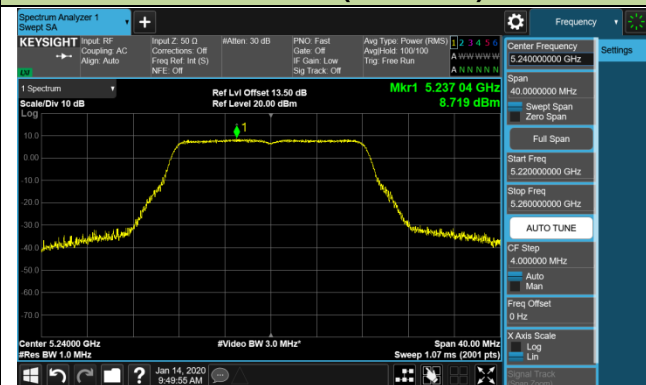 Spectrum Analyzer 1
Swept SA
+
Frequency
KEYSIGHT
Input: RF
Coupling: AC
Align: Auto
Input Z: 50 Ω
Corrections: Off
Freq Ref: Int (S)
NFE: Off
#Atten: 30 dB
PNO: Fast
Gate: Off
IF Gain: Low
Sig Track: Off
Avg Type: Power (RMS)
Avg|Hold: 100/100
Trig: Free Run
1 2 3 4 5 6
A W W W W W
A N N N N N
LXI
1 Spectrum
Scale/Div 10 dB
Log
Ref Lvl Offset 13.50 dB
Ref Level 20.00 dBm
Mkr1 5.237 04 GHz
8.719 dBm
1
10.0
0.00
-10.0
-20.0
-30.0
-40.0
-50.0
-60.0
-70.0
Center 5.24000 GHz
#Res BW 1.0 MHz
#Video BW 3.0 MHz*
Span 40.00 MHz
Sweep 1.07 ms (2001 pts)
Center Frequency
5.240000000 GHz
Settings
Span
40.0000000 MHz
Swept Span
Zero Span
Full Span
Start Freq
5.220000000 GHz
Stop Freq
5.260000000 GHz
AUTO TUNE
CF Step
4.000000 MHz
Auto
Man
Freq Offset
0 Hz
X Axis Scale
Log
Lin
Signal Track
(Span Zoom)
?
Jan 14, 2020
9:49:55 AM